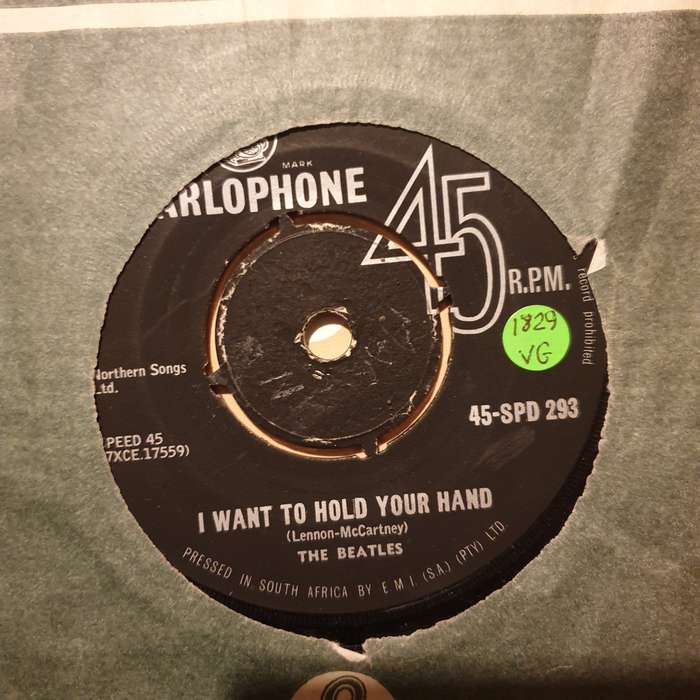 MARK
ARLOPHONE
45
R.P.M.
record prohibited
1829
VG
Northern Songs
Ltd.
45-SPD 293
PEED 45
7XCE.17559)
I WANT TO HOLD YOUR HAND
(Lennon-McCartney)
THE BEATLES
PRESSED IN SOUTH AFRICA BY E.M.I. (S.A.) (PTY) LTD.